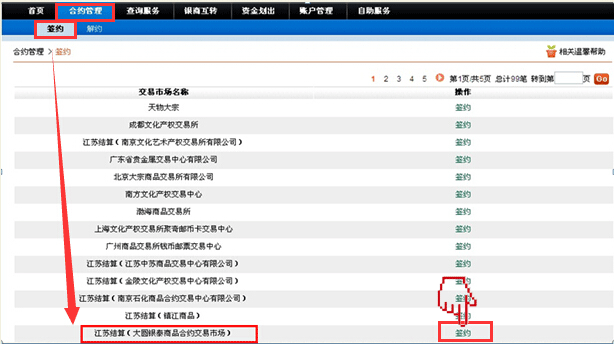 首页 合约管理 查询服务 银商互转 资金划出 账户管理 自助服务
签约 解约
合约管理 > 签约 相关温馨帮助
1 2 3 4 5 第1页/共5页 总计99笔 转到第 页 Go
交易市场名称 操作
天物大宗 签约
成都文化产权交易所 签约
江苏结算(南京文化艺术产权交易所有限公司) 签约
广东省贵金属交易中心有限公司 签约
北京大宗商品交易所有限公司 签约
南方文化产权交易中心 签约
渤海商品交易所 签约
上海文化产权交易所聚奇邮币卡交易中心 签约
广州商品交易所钱币邮票交易中心 签约
江苏结算(江苏中苏商品交易中心有限公司) 签约
江苏结算(金陵文化产权交易中心有限公司) 签约
江苏结算(南京石化商品合约交易中心有限公司) 签约
江苏结算(镇江商品) 签约
江苏结算(大圆银泰商品合约交易市场) 签约